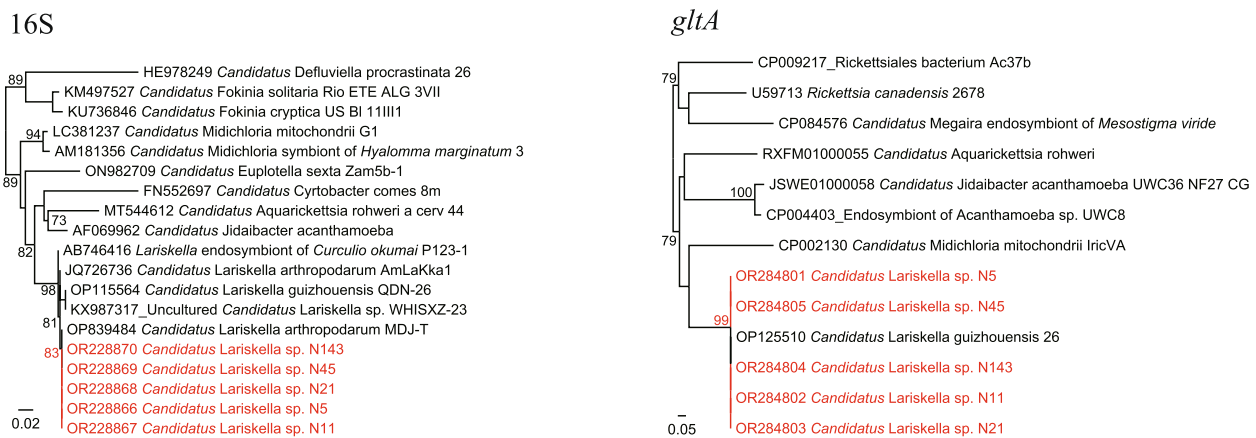 16S
89
HE978249 Candidatus Defluviella procrastinata 26
KM497527 Candidatus Fokinia solitaria Rio ETE ALG 3VII
KU736846 Candidatus Fokinia cryptica US BI 11III1
94
LC381237 Candidatus Midichloria mitochondrii G1
AM181356 Candidatus Midichloria symbiont of Hyalomma marginatum 3
89
ON982709 Candidatus Euplotella sexta Zam5b-1
FN552697 Candidatus Cyrtobacter comes 8m
MT544612 Candidatus Aquarickettsia rohweri a cerv 44
73
AF069962 Candidatus Jidaibacter acanthamoeba
82
AB746416 Lariskella endosymbiont of Curculio okumai P123-1
JQ726736 Candidatus Lariskella arthropodarum AmLaKka1
98
OP115564 Candidatus Lariskella guizhouensis QDN-26
KX987317_Uncultured Candidatus Lariskella sp. WHISXZ-23
81
OP839484 Candidatus Lariskella arthropodarum MDJ-T
83
OR228870 Candidatus Lariskella sp. N143
OR228869 Candidatus Lariskella sp. N45
OR228868 Candidatus Lariskella sp. N21
OR228866 Candidatus Lariskella sp. N5
OR228867 Candidatus Lariskella sp. N11
0.02
gltA
CP009217_Rickettsiales bacterium Ac37b
79
U59713 Rickettsia canadensis 2678
CP084576 Candidatus Megaira endosymbiont of Mesostigma viride
RXFM01000055 Candidatus Aquarickettsia rohweri
100
JSWE01000058 Candidatus Jidaibacter acanthamoeba UWC36 NF27 CG
CP004403_Endosymbiont of Acanthamoeba sp. UWC8
79
CP002130 Candidatus Midichloria mitochondrii IricVA
OR284801 Candidatus Lariskella sp. N5
OR284805 Candidatus Lariskella sp. N45
99
OP125510 Candidatus Lariskella guizhouensis 26
OR284804 Candidatus Lariskella sp. N143
OR284802 Candidatus Lariskella sp. N11
OR284803 Candidatus Lariskella sp. N21
0.05